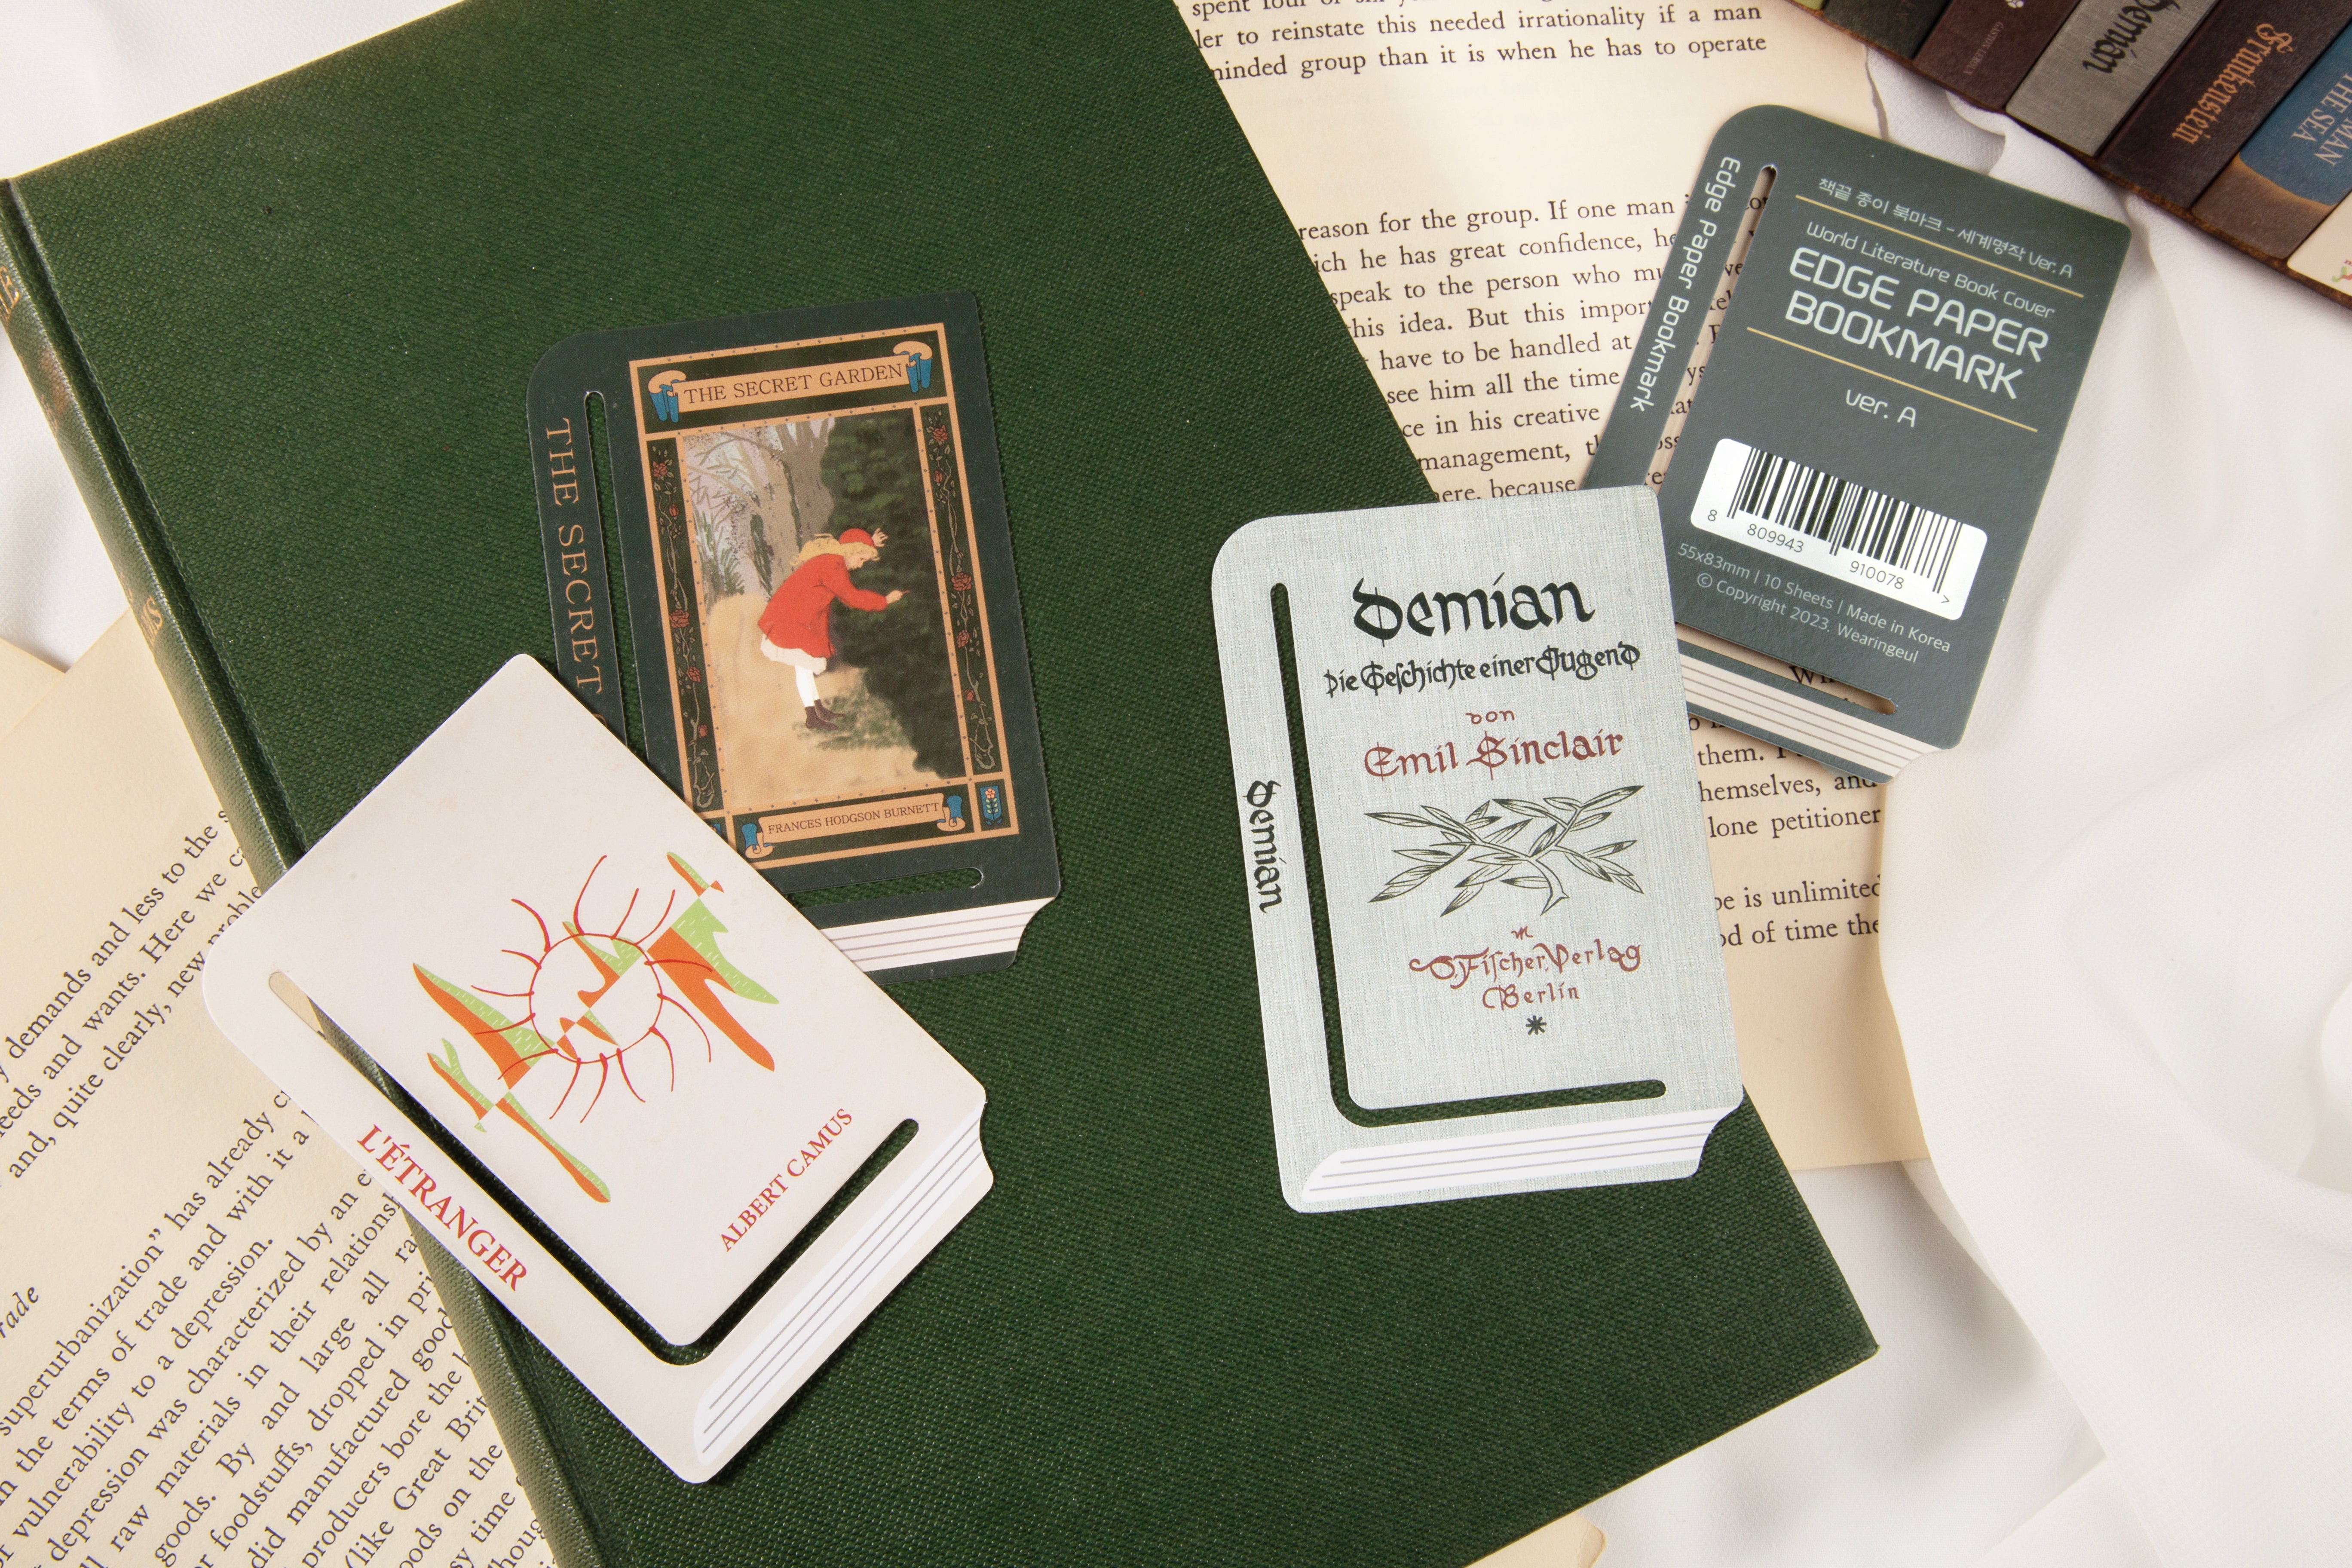 ler to reinstate this needed irrationality if a man
minded group than it is when he has to operate
reason for the group. If one man
ich he has great confidence, he
speak to the person who
this idea. But this
have to be handled at
see him all the time
ce in his creative
management,
here, because
them.
hemselves, and
lone petitioner
be is unlimited
od of time the
Demian
Frankenstein
THE SEA
Edge Paper Bookmark
책끝 종이 북마크 - 세계명작 Ver. A
World Literature Book Cover
EDGE PAPER
BOOKMARK
ver. A
8 809943 910078 >
55x83mm | 10 Sheets | Made in Korea
© Copyright 2023. Wearingeul
THE SECRET
THE SECRET GARDEN
FRANCES HODGSON BURNETT
Demian
Demian
Die Geschichte einer Jugend
von
Emil Sinclair
S. Fischer, Verlag
Berlin
*
L'ÉTRANGER
ALBERT CAMUS
demands and less to the
needs and wants. Here we
and, quite clearly, new
superurbanization” has already
in the terms of trade and with it a
vulnerability to a depression.
depression was characterized by an
raw materials in their
goods. By and large all
or foodstuffs, dropped in
did manufactured
producers bore the
(like Great
goods on the
time